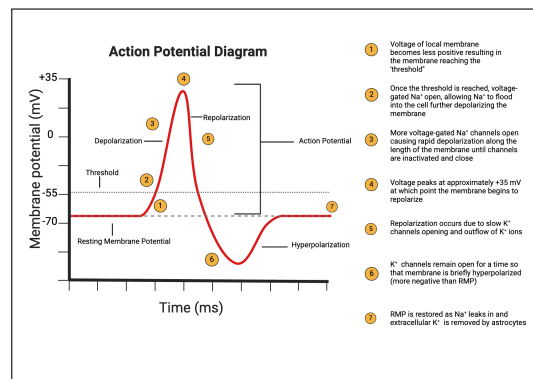 Action Potential Diagram
+35
0
-55
-70
Membrane potential (mV)
Time (ms)
Threshold
Resting Membrane Potential
Depolarization
Repolarization
Action Potential
Hyperpolarization
1
2
3
4
5
6
7
1
Voltage of local membrane
becomes less positive resulting in
the membrane reaching the
'threshold"
2
Once the threshold is reached, voltage-
gated Na⁺ open, allowing Na⁺ to flood
into the cell further depolarizing the
membrane
3
More voltage-gated Na⁺ channels open
causing rapid depolarization along the
length of the membrane until channels
are inactivated and close
4
Voltage peaks at approximately +35 mV
at which point the membrane begins to
repolarize
5
Repolarization occurs due to slow K⁺
channels opening and outflow of K⁺ ions
6
K⁺ channels remain open for a time so
that membrane is briefly hyperpolarized
(more negative than RMP)
7
RMP is restored as Na⁺ leaks in and
extracellular K⁺ is removed by astrocytes